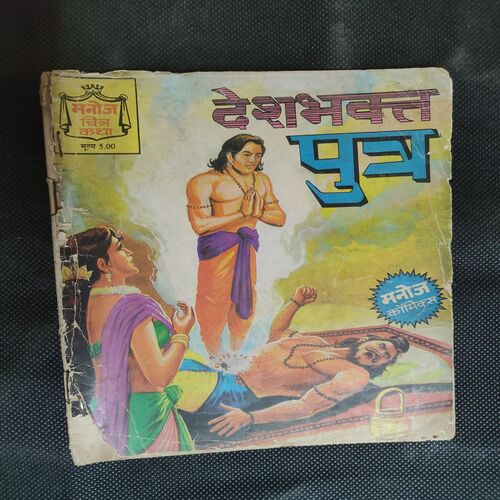 मनोज
चित्र
कथा
मूल्य 5.00
देशभक्त
पुत्र
मनोज
कॉमिक्स